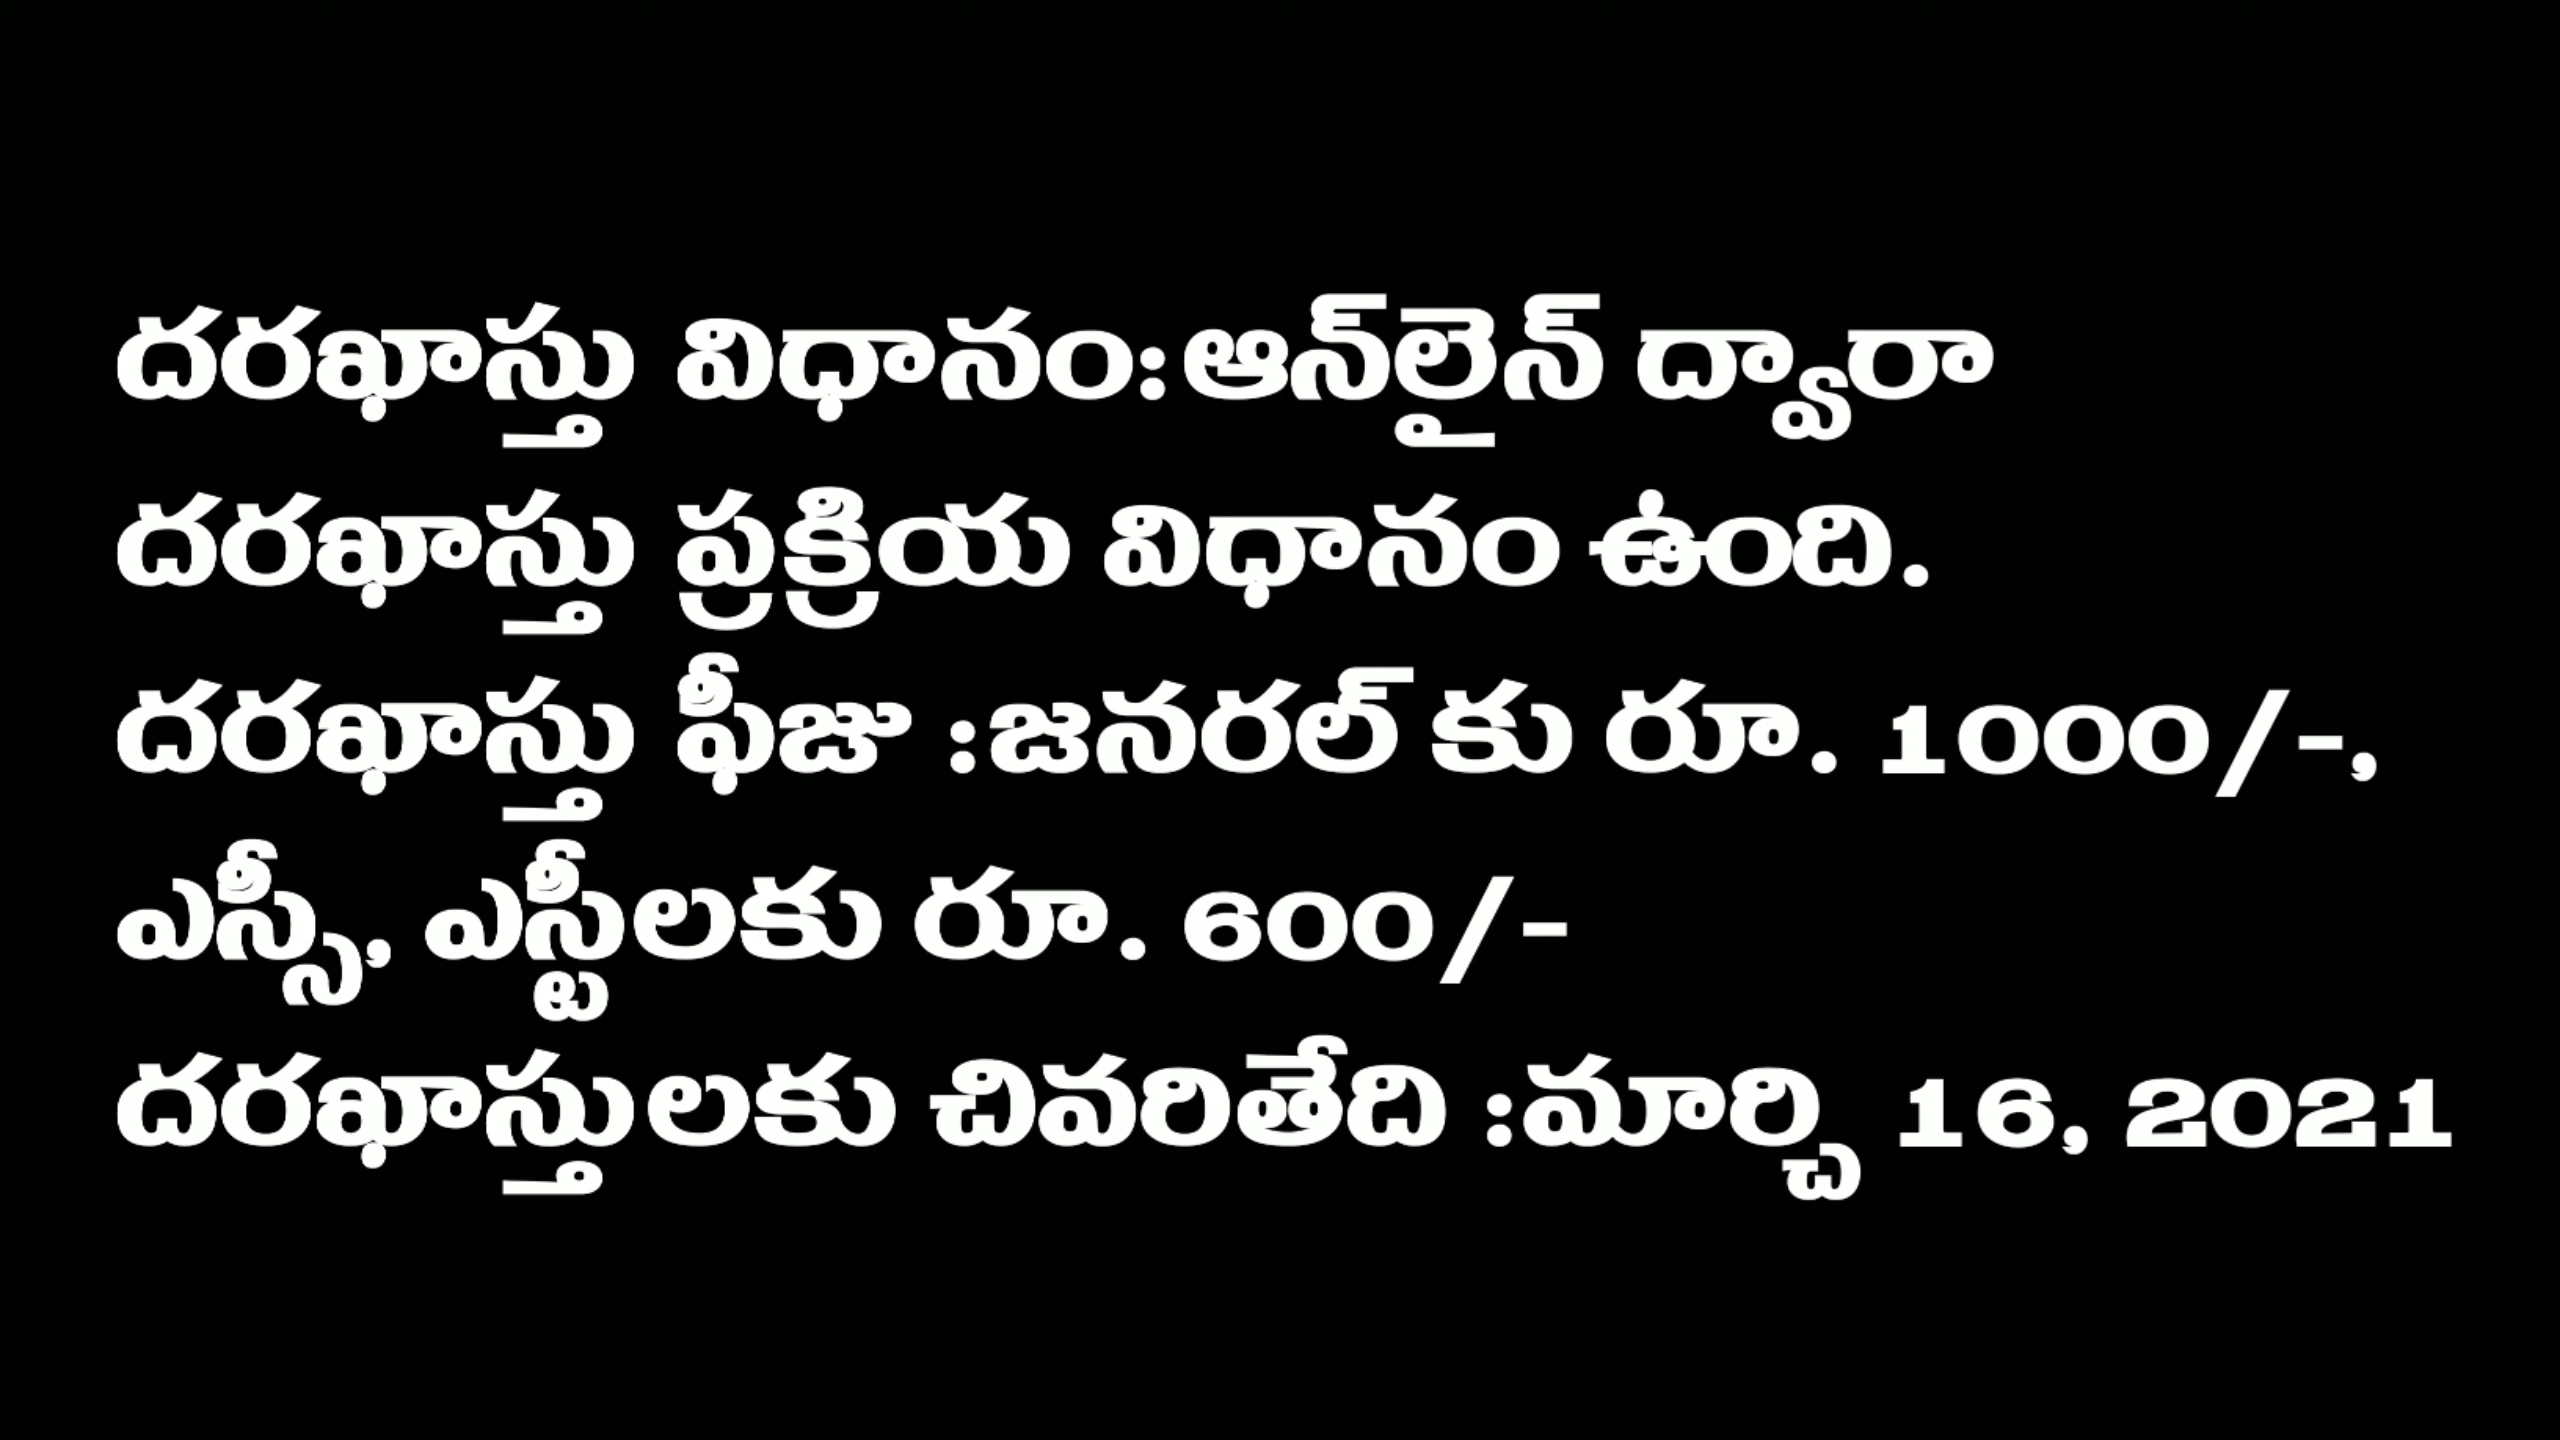 దరఖాస్తు విధానం:ఆన్‌లైన్ ద్వారా
దరఖాస్తు ప్రక్రియ విధానం ఉంది.
దరఖాస్తు ఫీజు :జనరల్ కు రూ. 1000/-,
ఎస్సీ, ఎస్టీలకు రూ. 600/-
దరఖాస్తులకు చివరితేది :మార్చి 16, 2021